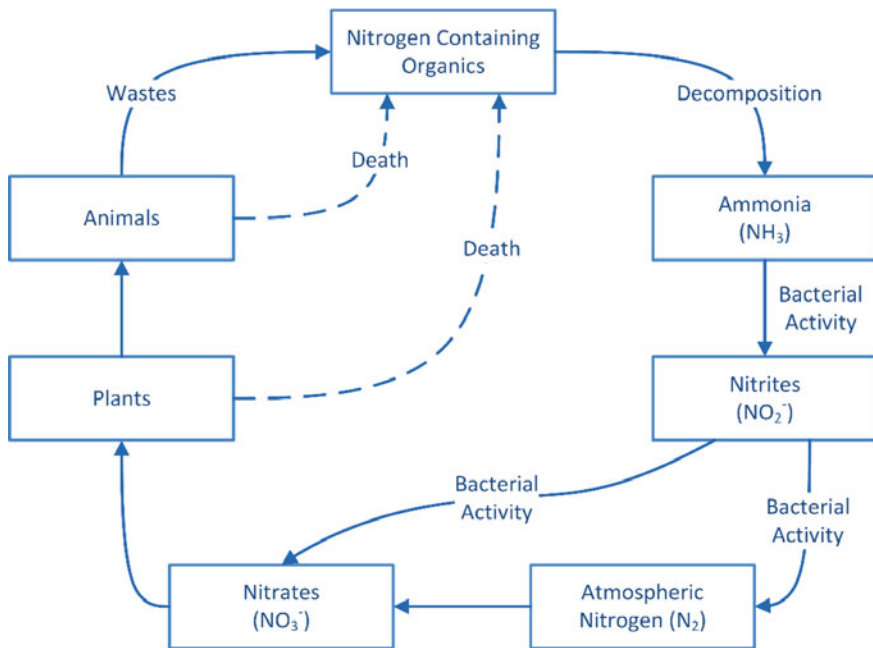 Nitrogen Containing
Organics
Wastes
Decomposition
Death
Animals
Ammonia
(NH₃)
Death
Bacterial
Activity
Plants
Nitrites
(NO₂⁻)
Bacterial
Activity
Bacterial
Activity
Nitrates
(NO₃⁻)
Atmospheric
Nitrogen (N₂)